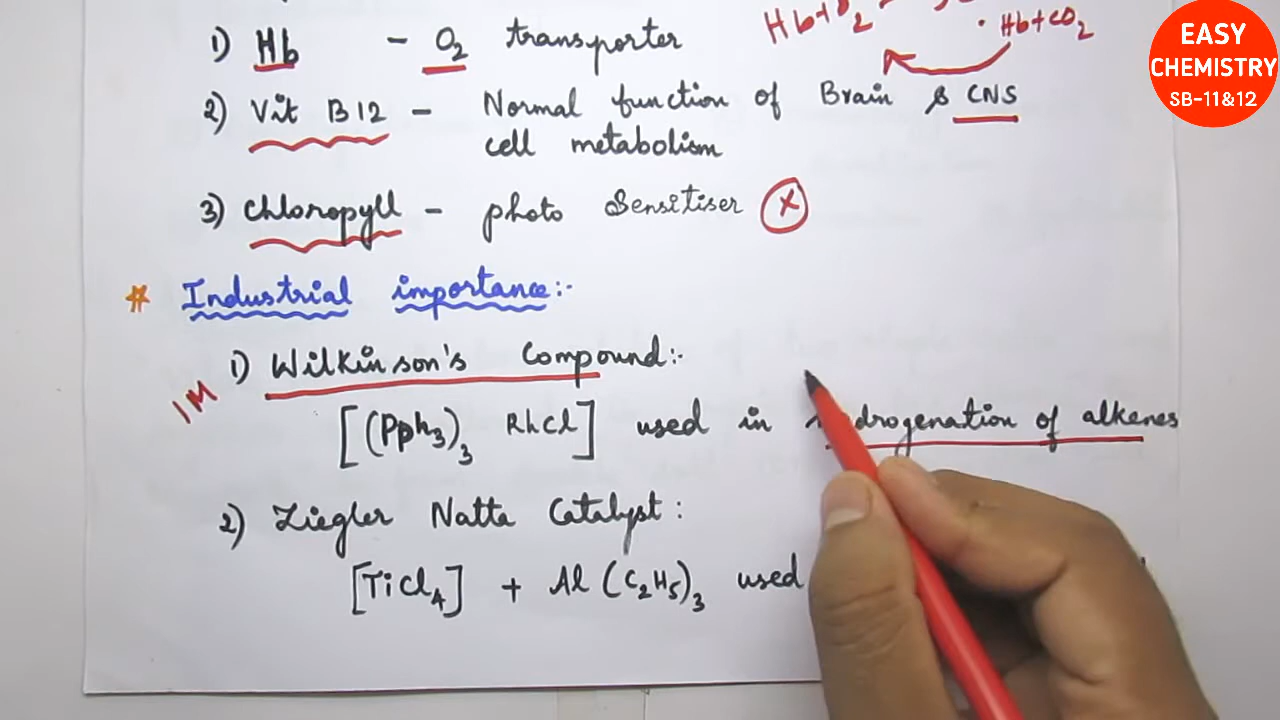 Hb+O2
Hb+CO2
1) Hb - O2 transporter
2) Vit B12 - Normal function of Brain & CNS
cell metabolism
3) Chloropyll - photo Sensitiser X
* Industrial importance:-
1) Wilkinson's Compound:-
1M
[(Pph3)3 RhCl] used in hydrogenation of alkenes
2) Ziegler Natta Catalyst:
[TiCl4] + Al(C2H5)3 used
EASY
CHEMISTRY
SB-11&12